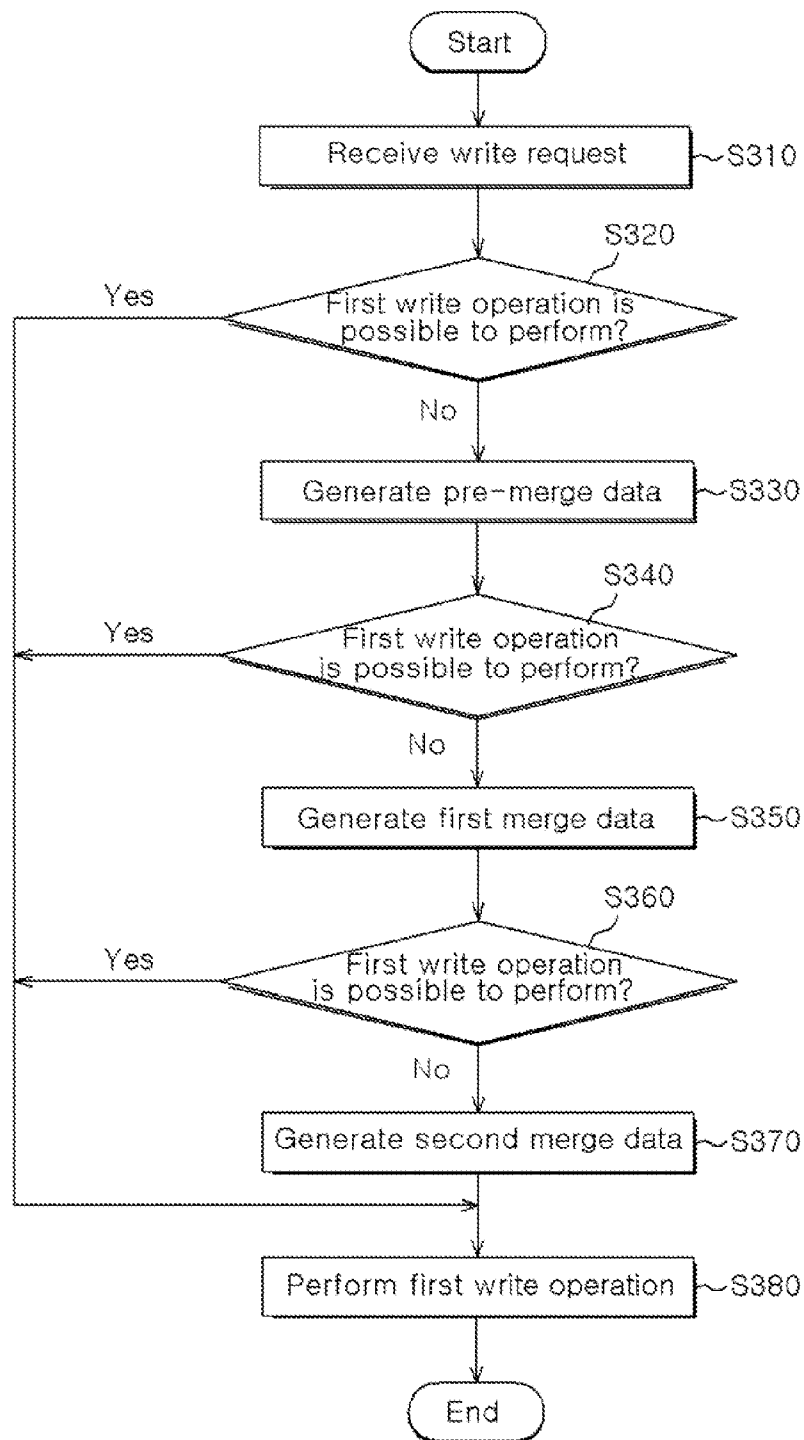 Start
Receive write request
S310
S320
Yes
First write operation is
possible to perform?
No
Generate pre-merge data
S330
S340
Yes
First write operation
is possible to perform?
No
Generate first merge data
S350
S360
Yes
First write operation
is possible to perform?
No
Generate second merge data
S370
Perform first write operation
S380
End